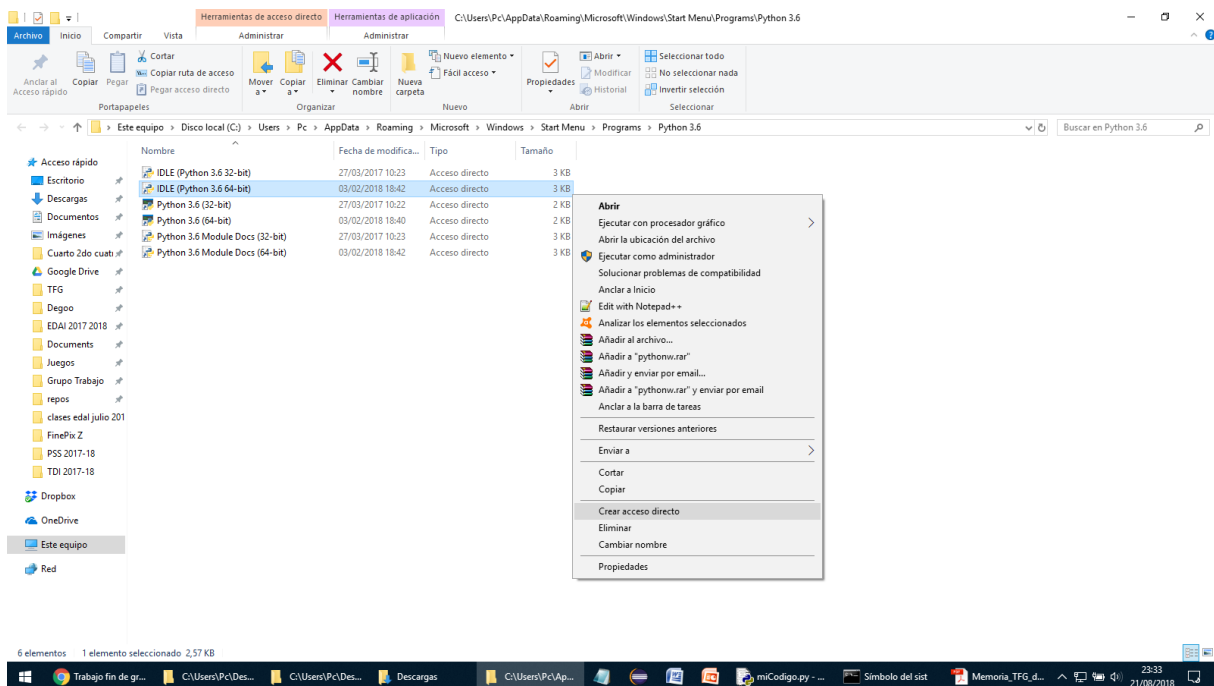 Herramientas de acceso directo
Herramientas de aplicación
C:\Users\Pc\AppData\Roaming\Microsoft\Windows\Start Menu\Programs\Python 3.6
Archivo
Inicio
Compartir
Vista
Administrar
Administrar
Anclar al
Acceso rápido
Copiar
Pegar
Cortar
Copiar ruta de acceso
Pegar acceso directo
Portapapeles
Mover
a
Copiar
a
Eliminar
Cambiar
nombre
Organizar
Nueva
carpeta
Nuevo elemento
Fácil acceso
Nuevo
Propiedades
Abrir
Modificar
Historial
Abrir
Seleccionar todo
No seleccionar nada
Invertir selección
Seleccionar
Este equipo > Disco local (C:) > Users > Pc > AppData > Roaming > Microsoft > Windows > Start Menu > Programs > Python 3.6
Buscar en Python 3.6
Acceso rápido
Escritorio
Descargas
Documentos
Imágenes
Cuarto 2do cuati
Google Drive
TFG
Degoo
EDAI 2017 2018
Documents
Juegos
Grupo Trabajo
repos
clases edal julio 201
FinePix Z
PSS 2017-18
TDI 2017-18
Dropbox
OneDrive
Este equipo
Red
Nombre Fecha de modifica... Tipo Tamaño
IDLE (Python 3.6 32-bit) 27/03/2017 10:23 Acceso directo 3 KB
IDLE (Python 3.6 64-bit) 03/02/2018 18:42 Acceso directo 3 KB
Python 3.6 (32-bit) 27/03/2017 10:22 Acceso directo 2 KB
Python 3.6 (64-bit) 03/02/2018 18:40 Acceso directo 2 KB
Python 3.6 Module Docs (32-bit) 27/03/2017 10:23 Acceso directo 3 KB
Python 3.6 Module Docs (64-bit) 03/02/2018 18:42 Acceso directo 3 KB
Abrir
Ejecutar con procesador gráfico
Abrir la ubicación del archivo
Ejecutar como administrador
Solucionar problemas de compatibilidad
Anclar a Inicio
Edit with Notepad++
Analizar los elementos seleccionados
Añadir al archivo...
Añadir a "pythonw.rar"
Añadir y enviar por email...
Añadir a "pythonw.rar" y enviar por email
Anclar a la barra de tareas
Restaurar versiones anteriores
Enviar a
Cortar
Copiar
Crear acceso directo
Eliminar
Cambiar nombre
Propiedades
6 elementos
1 elemento seleccionado 2,57 KB
Trabajo fin de gr...
C:\Users\Pc\Des...
C:\Users\Pc\Des...
Descargas
C:\Users\Pc\Ap...
miCodigo.py - ...
Símbolo del sist
Memoria_TFG_d...
23:33
21/08/2018